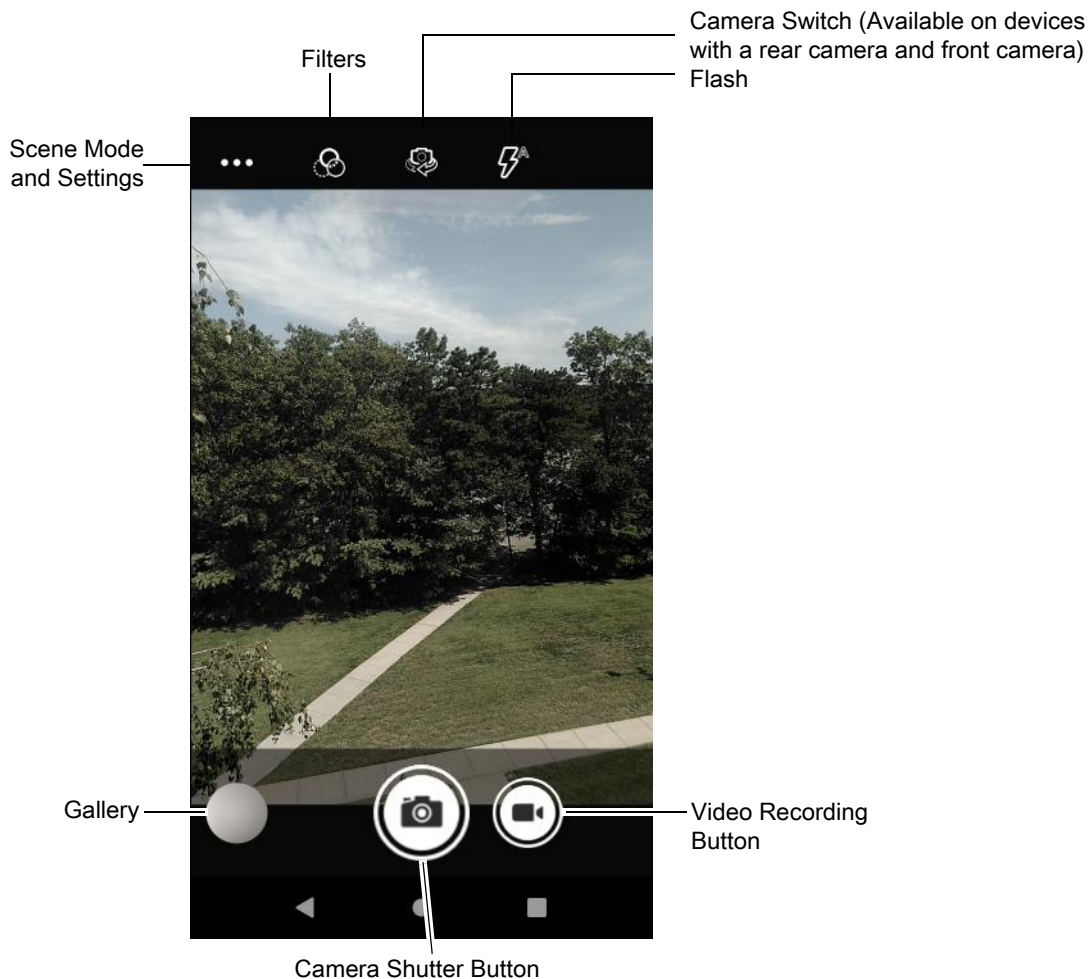 Camera Switch (Available on devices
with a rear camera and front camera)
Filters
Flash
Scene Mode
and Settings
A
Gallery
Video Recording
Button
Camera Shutter Button